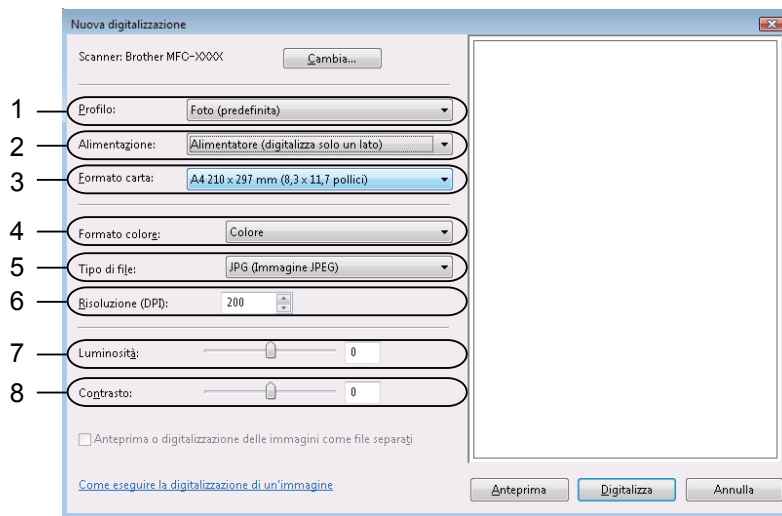 Nuova digitalizzazione
Scanner: Brother MFC-XXXX Cambia...
1 Profilo: Foto (predefinita)
2 Alimentazione: Alimentatore (digitalizza solo un lato)
3 Formato carta: A4 210 x 297 mm (8,3 x 11,7 pollici)
4 Formato colore: Colore
5 Tipo di file: JPG (Immagine JPEG)
6 Risoluzione (DPI): 200
7 Luminosità: 0
8 Contrasto: 0
Anteprima o digitalizzazione delle immagini come file separati
Come eseguire la digitalizzazione di un'immagine
Anteprima Digitalizza Annulla